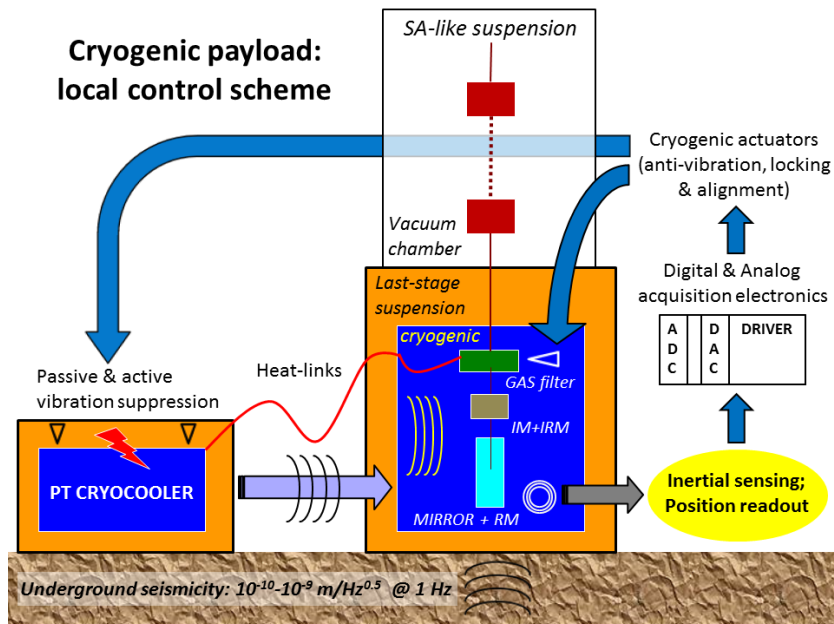 Cryogenic payload:
local control scheme
SA-like suspension
Cryogenic actuators
(anti-vibration, locking
& alignment)
Vacuum
chamber
Digital & Analog
acquisition electronics
A
D
C
D
A
C
DRIVER
Last-stage
suspension
cryogenic
Heat-links
GAS filter
Passive & active
vibration suppression
IM+IRM
PT CRYOCOOLER
MIRROR + RM
Inertial sensing;
Position readout
Underground seismicity: 10⁻¹⁰-10⁻⁹ m/Hz⁰·⁵ @ 1 Hz